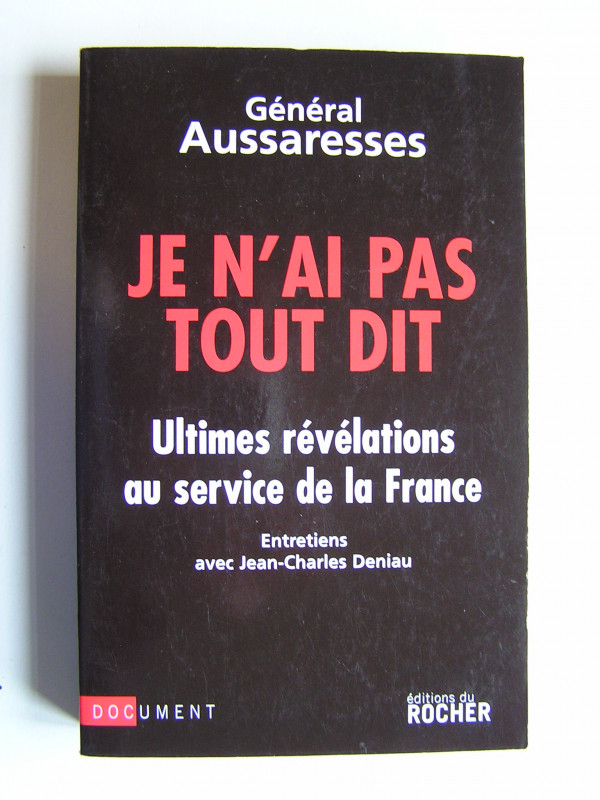 Général
Aussaresses
JE N'AI PAS
TOUT DIT
Ultimes révélations
au service de la France
Entretiens
avec Jean-Charles Deniau
DOCUMENT
éditions du
ROCHER